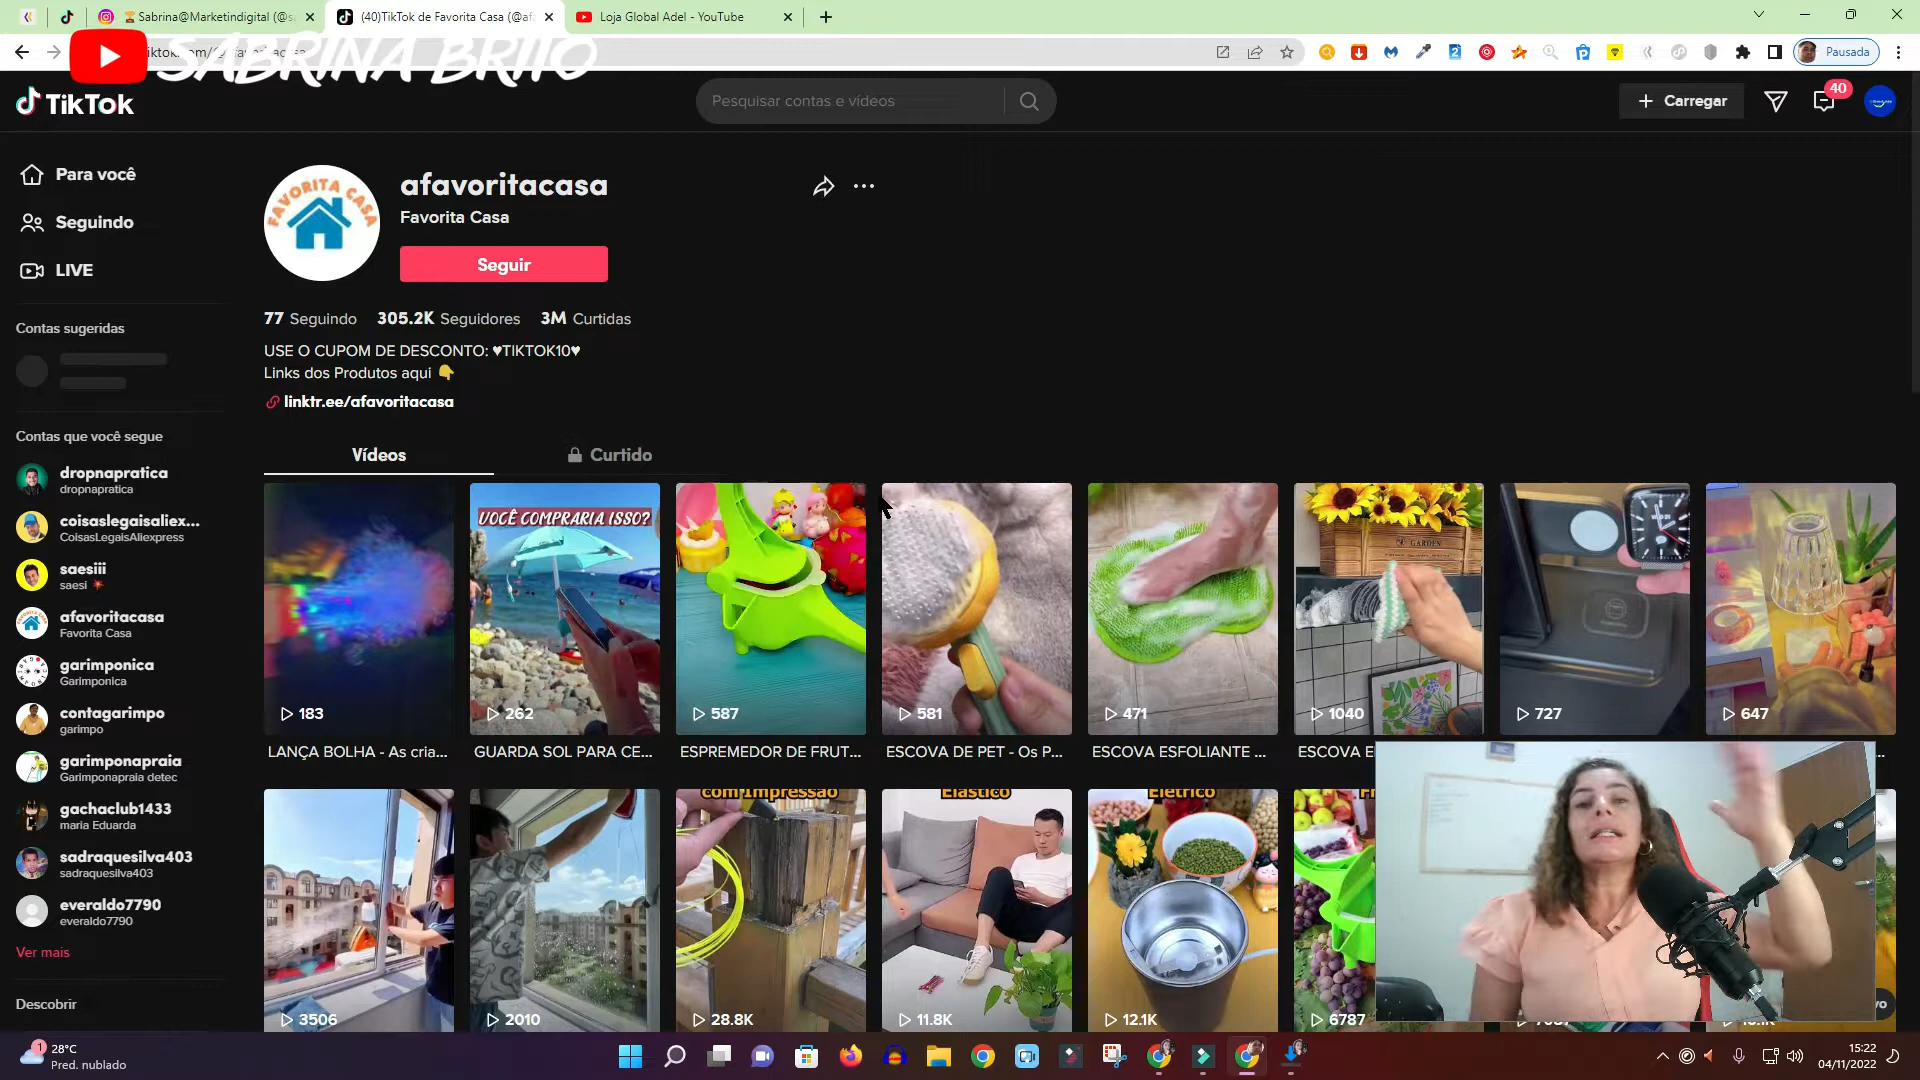 Sabrina@Marketindigital (@s
(40)TikTok de Favorita Casa (@afa
Loja Global Adel - YouTube
SABRINA BRITO
Pausada
TikTok
Pesquisar contas e vídeos
Carregar
40
Para você
Seguindo
LIVE
Contas sugeridas
Contas que você segue
dropnapratica
dropnapratica
coisaslegaisaliex...
CoisasLegaisAliexpress
saesiii
saesi
afavoritacasa
Favorita Casa
garimponica
Garimponica
contagarimpo
garimpo
garimponapraia
Garimponapraia detec
gachaclub1433
maria Eduarda
sadraquesilva403
sadraquesilva403
everaldo7790
everaldo7790
Ver mais
Descobrir
FAVORITA CASA
afavoritacasa
Favorita Casa
Seguir
77 Seguindo 305.2K Seguidores 3M Curtidas
USE O CUPOM DE DESCONTO: ♥TIKTOK10♥
Links dos Produtos aqui 👇
linktr.ee/afavoritacasa
Vídeos
Curtido
VOCÊ COMPRARIA ISSO?
GARDEN
183
262
587
581
471
1040
727
647
LANÇA BOLHA - As cria...
GUARDA SOL PARA CE...
ESPREMEDOR DE FRUT...
ESCOVA DE PET - Os P...
ESCOVA ESFOLIANTE ...
ESCOVA E
com Impressão
Elástico
Elétrico
3506
2010
28.8K
11.8K
12.1K
6787
28°C
Pred. nublado
15:22
04/11/2022